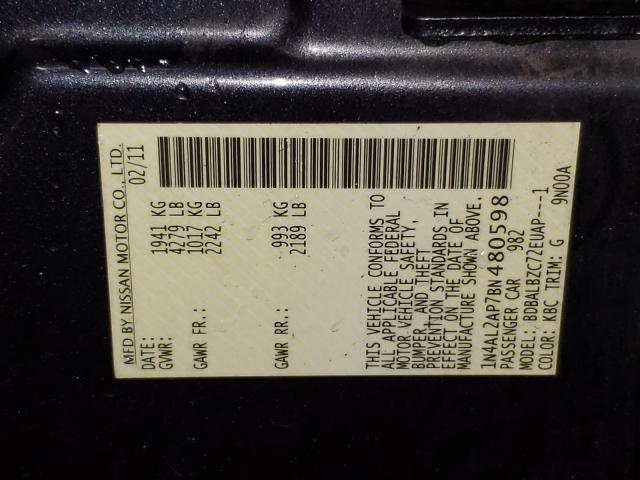 MFD BY NISSAN MOTOR CO., LTD.
DATE: 02/11
GVWR: 1941 KG
4279 LB
GAWR FR.: 1017 KG
2242 LB
GAWR RR.: 993 KG
2189 LB
THIS VEHICLE CONFORMS TO
ALL APPLICABLE FEDERAL
MOTOR VEHICLE SAFETY,
BUMPER, AND THEFT
PREVENTION STANDARDS IN
EFFECT ON THE DATE OF
MANUFACTURE SHOWN ABOVE.
1N4AL2AP7BN480598
PASSENGER CAR 982
MODEL: BDBALBZC72EUAP---1
COLOR: KBC TRIM: G 9N00A